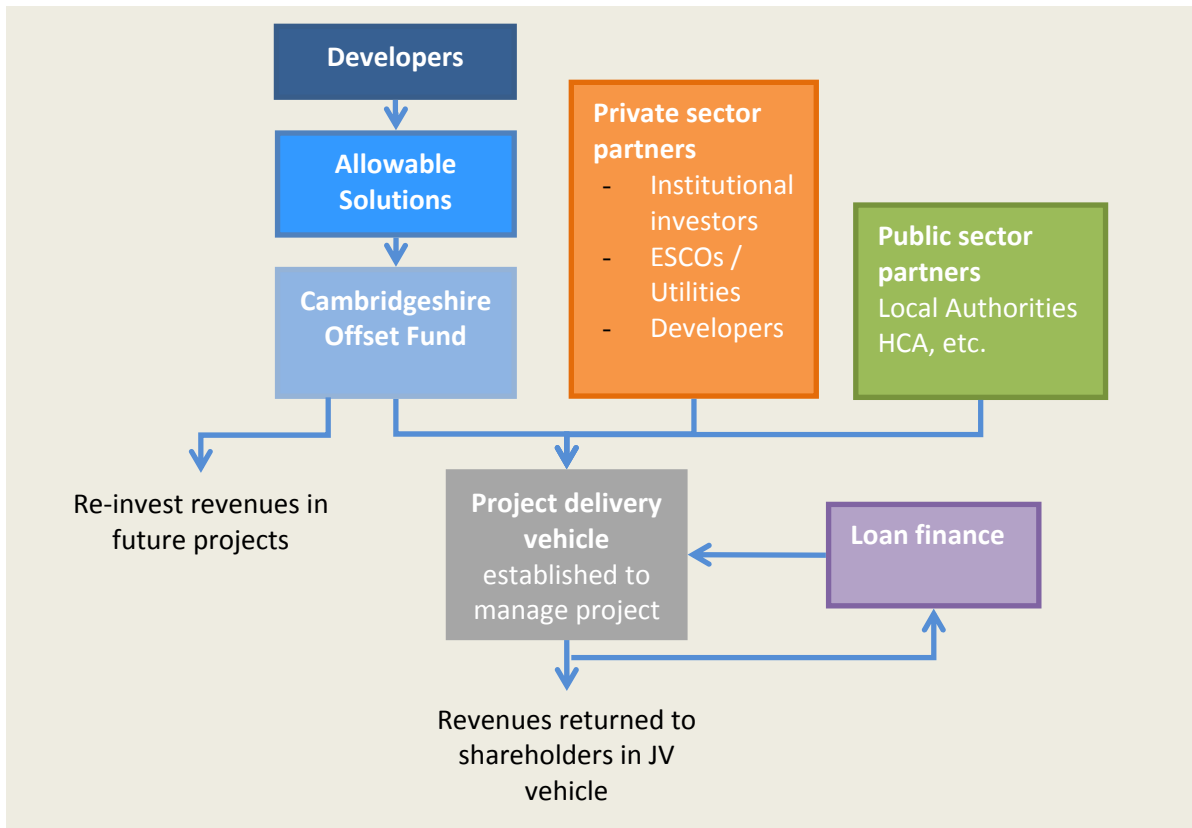 Developers
Allowable
Solutions
Cambridgeshire
Offset Fund
Private sector
partners
- Institutional
investors
- ESCOs /
Utilities
- Developers
Public sector
partners
Local Authorities
HCA, etc.
Re-invest revenues in
future projects
Project delivery
vehicle
established to
manage project
Loan finance
Revenues returned to
shareholders in JV
vehicle